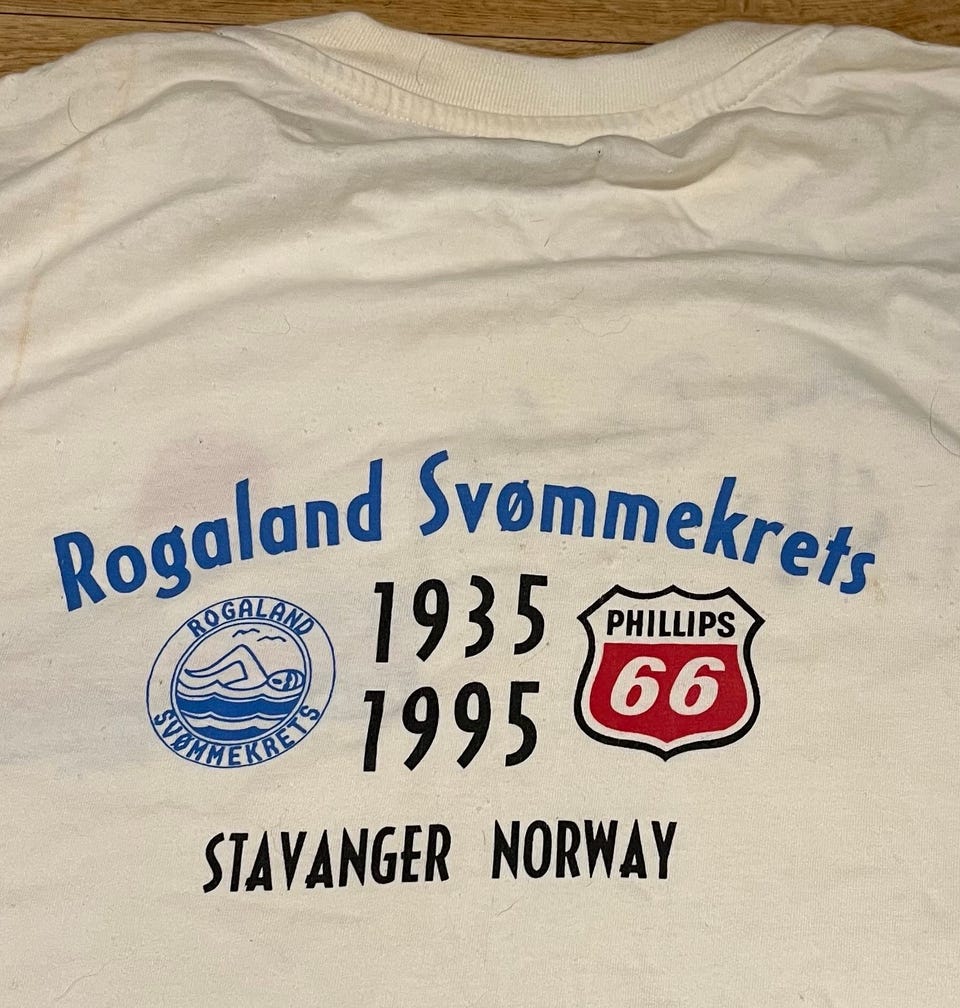 Rogaland Svømmekrets
ROGALAND
SVØMMEKRETS
1935
1995
PHILLIPS
66
STAVANGER NORWAY